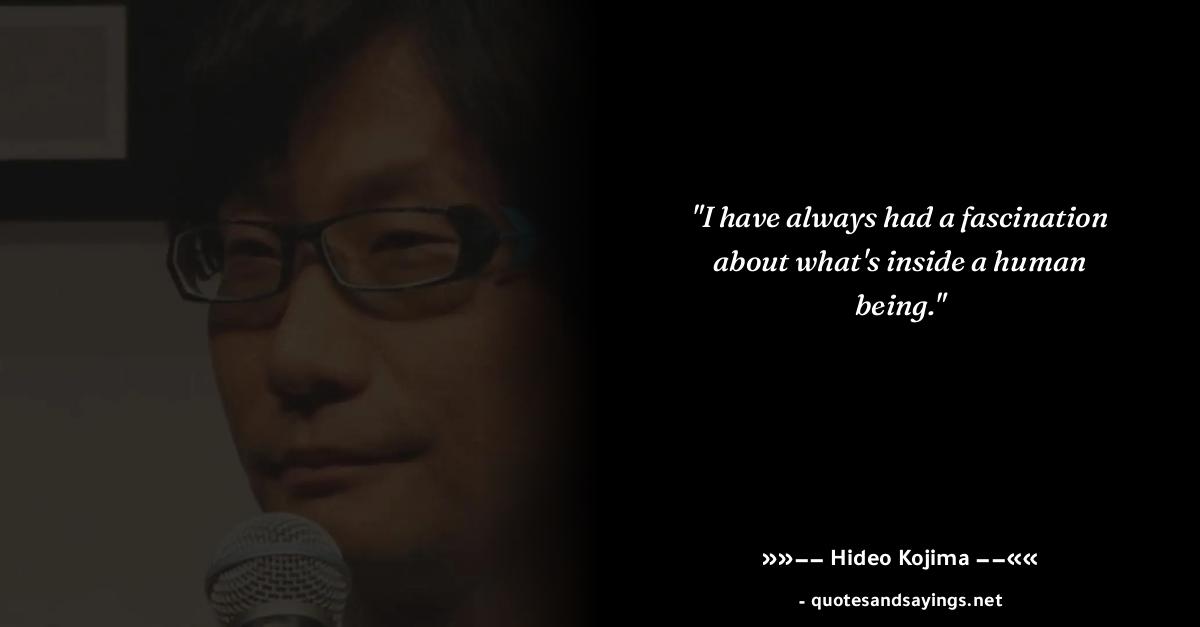 "I have always had a fascination
about what's inside a human
being."
»»−− Hideo Kojima −−««
- quotesandsayings.net